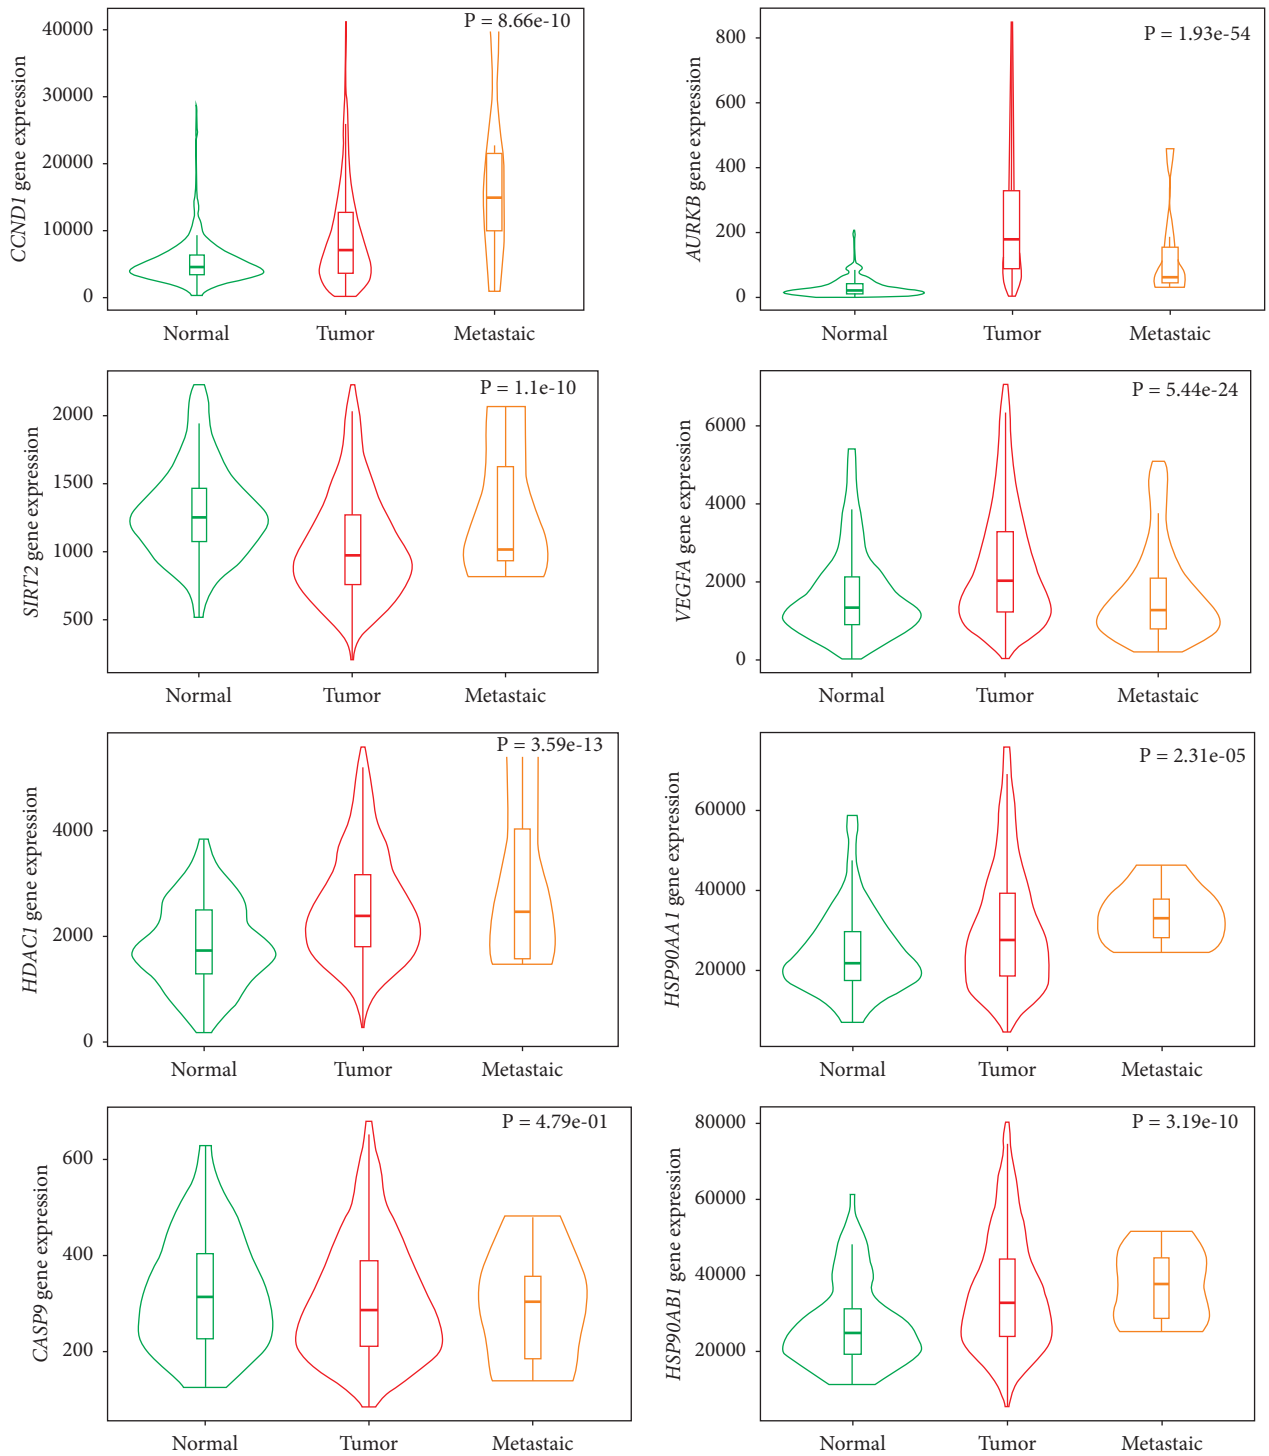 CCND1 gene expression
40000
30000
20000
10000
0
P = 8.66e-10
Normal Tumor Metastaic
AURKB gene expression
800
600
400
200
0
P = 1.93e-54
Normal Tumor Metastaic
SIRT2 gene expression
2000
1500
1000
500
P = 1.1e-10
Normal Tumor Metastaic
VEGFA gene expression
6000
4000
2000
0
P = 5.44e-24
Normal Tumor Metastaic
HDAC1 gene expression
4000
2000
0
P = 3.59e-13
Normal Tumor Metastaic
HSP90AA1 gene expression
60000
40000
20000
P = 2.31e-05
Normal Tumor Metastaic
CASP9 gene expression
600
400
200
P = 4.79e-01
Normal Tumor Metastaic
HSP90AB1 gene expression
80000
60000
40000
20000
P = 3.19e-10
Normal Tumor Metastaic